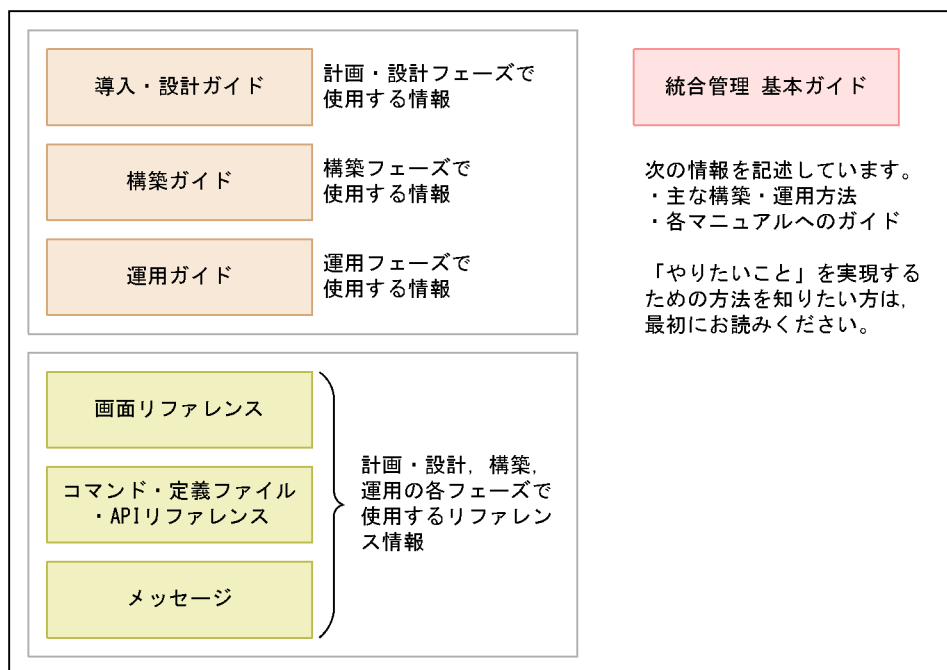 導入・設計ガイド
計画・設計フェーズで
使用する情報
構築ガイド
構築フェーズで
使用する情報
運用ガイド
運用フェーズで
使用する情報
画面リファレンス
コマンド・定義ファイル
・APIリファレンス
メッセージ
計画・設計，構築，
運用の各フェーズで
使用するリファレン
ス情報
統合管理 基本ガイド
次の情報を記述しています。
・主な構築・運用方法
・各マニュアルへのガイド
「やりたいこと」を実現する
ための方法を知りたい方は，
最初にお読みください。